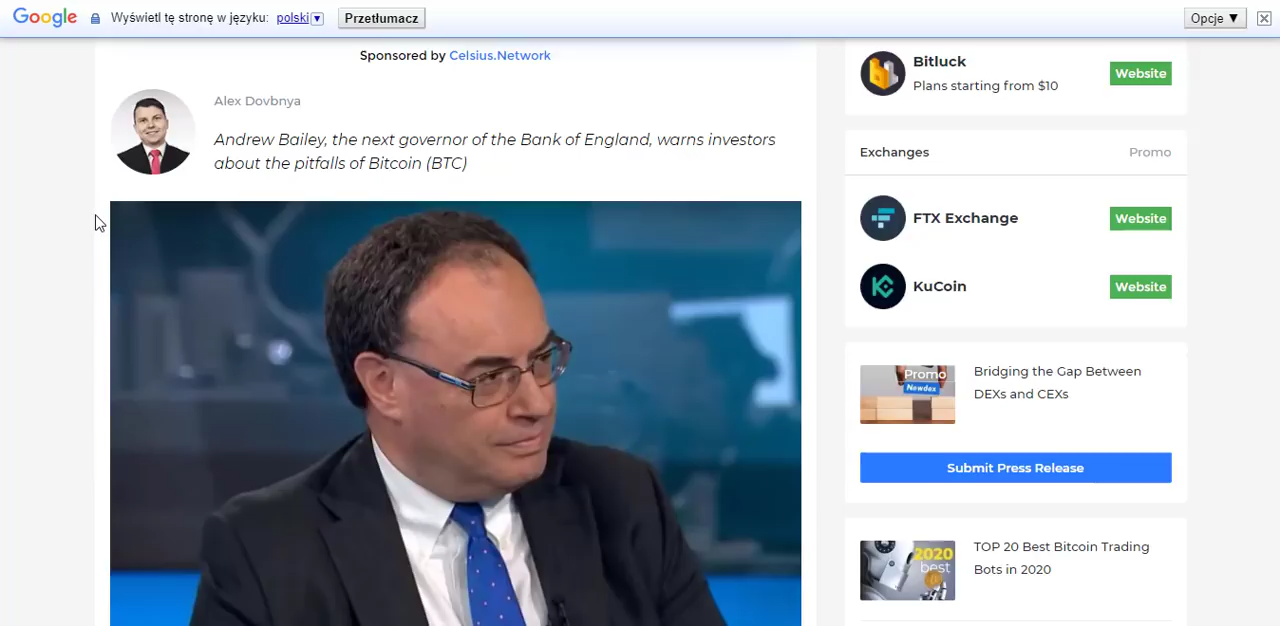 Google Wyświetl tę stronę w języku: polski Przetłumacz Opcje ▼
Sponsored by Celsius.Network
Alex Dovbnya
Andrew Bailey, the next governor of the Bank of England, warns investors
about the pitfalls of Bitcoin (BTC)
Bitluck
Plans starting from $10
Website
Exchanges
Promo
FTX Exchange
Website
KuCoin
Website
Promo
Newdex
Bridging the Gap Between
DEXs and CEXs
Submit Press Release
2020
best
TOP 20 Best Bitcoin Trading
Bots in 2020